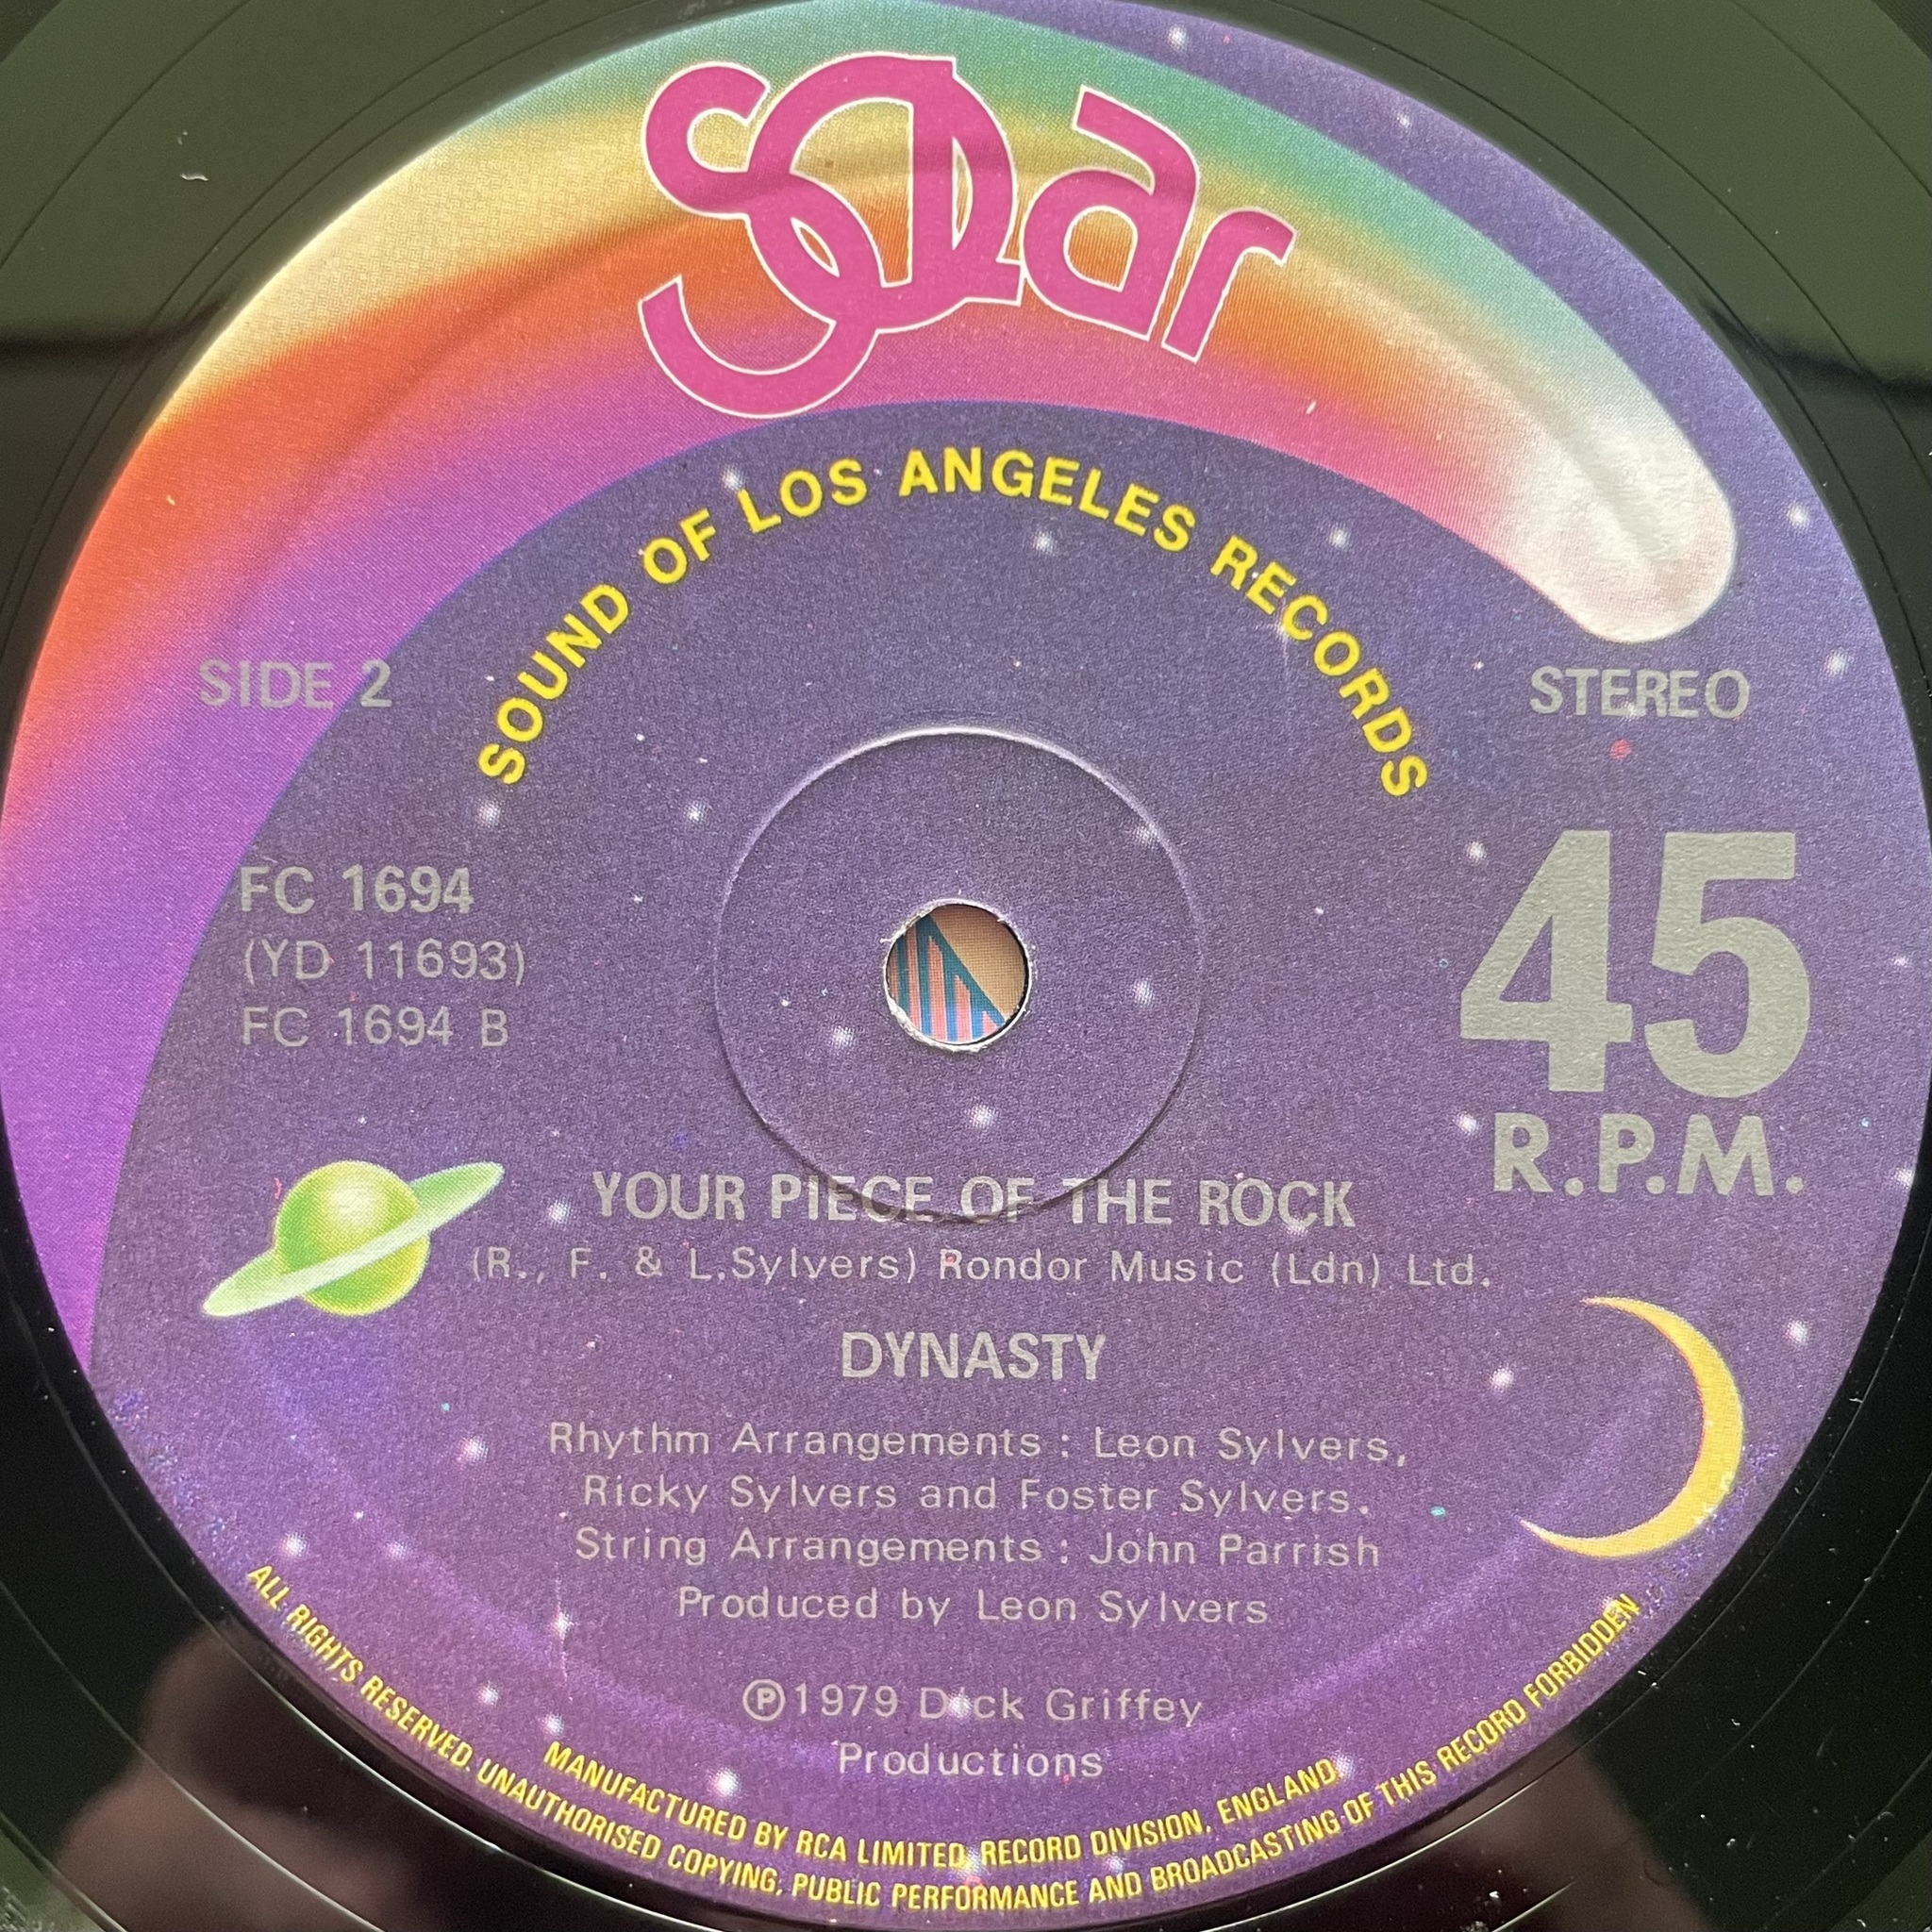 Solar
SOUND OF LOS ANGELES RECORDS
SIDE 2
STEREO
FC 1694
(YD 11693)
FC 1694 B
45
R.P.M.
YOUR PIECE OF THE ROCK
(R., F. & L.Sylvers) Rondor Music (Ldn) Ltd.
DYNASTY
Rhythm Arrangements : Leon Sylvers,
Ricky Sylvers and Foster Sylvers.
String Arrangements : John Parrish
Produced by Leon Sylvers
℗1979 Dick Griffey
Productions
MANUFACTURED BY RCA LIMITED, RECORD DIVISION, ENGLAND
ALL RIGHTS RESERVED. UNAUTHORISED COPYING, PUBLIC PERFORMANCE AND BROADCASTING OF THIS RECORD FORBIDDEN